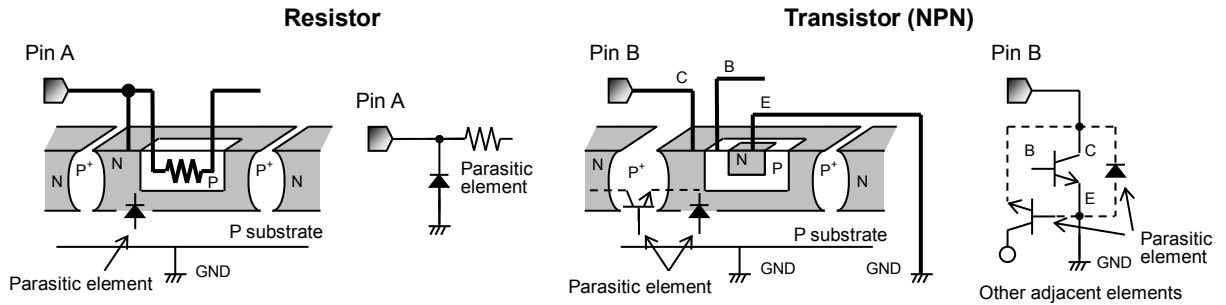 Resistor
Transistor (NPN)
Pin A
N
P+
N
P
P+
N
Parasitic element
P substrate
GND
Pin A
Parasitic
element
Pin B
C
B
E
N
P+
N
P
P+
N
P substrate
Parasitic element
GND
GND
Pin B
B
C
E
Parasitic
element
GND
Other adjacent elements